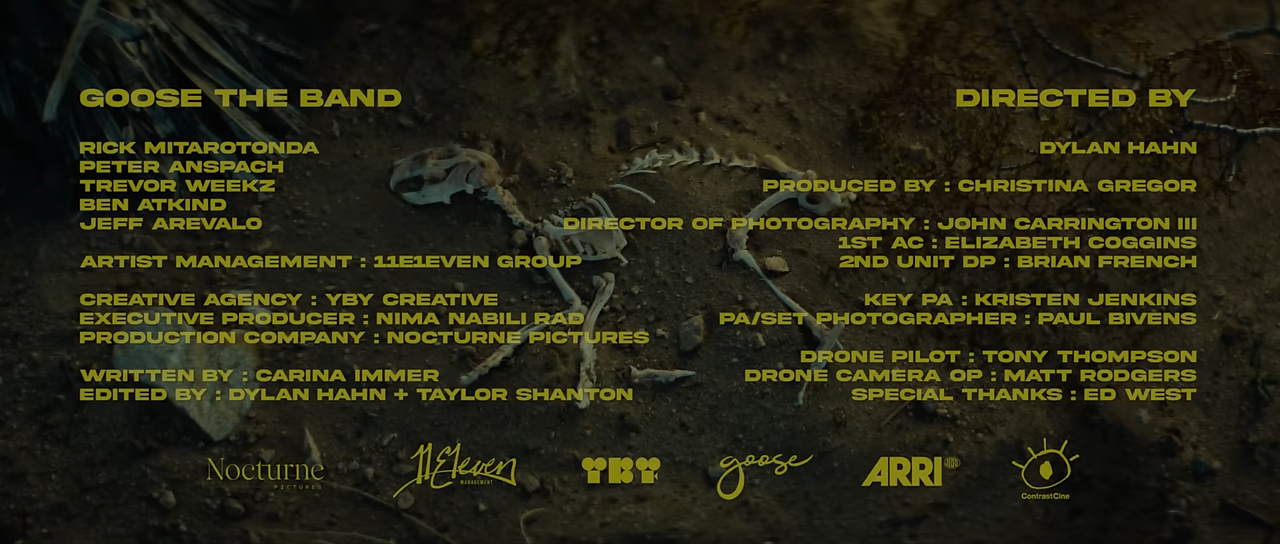 GOOSE THE BAND
RICK MITAROTONDA
PETER ANSPACH
TREVOR WEEKZ
BEN ATKIND
JEFF AREVALO
ARTIST MANAGEMENT : 11E1EVEN GROUP
CREATIVE AGENCY : YBY CREATIVE
EXECUTIVE PRODUCER : NIMA NABILI RAD
PRODUCTION COMPANY : NOCTURNE PICTURES
WRITTEN BY : CARINA IMMER
EDITED BY : DYLAN HAHN + TAYLOR SHANTON
DIRECTED BY
DYLAN HAHN
PRODUCED BY : CHRISTINA GREGOR
DIRECTOR OF PHOTOGRAPHY : JOHN CARRINGTON III
1ST AC : ELIZABETH COGGINS
2ND UNIT DP : BRIAN FRENCH
KEY PA : KRISTEN JENKINS
PA/SET PHOTOGRAPHER : PAUL BIVENS
DRONE PILOT : TONY THOMPSON
DRONE CAMERA OP : MATT RODGERS
SPECIAL THANKS : ED WEST
Nocturne
PICTURES
11Eleven
MANAGEMENT
YBY
goose
ARRI
ContrastCine